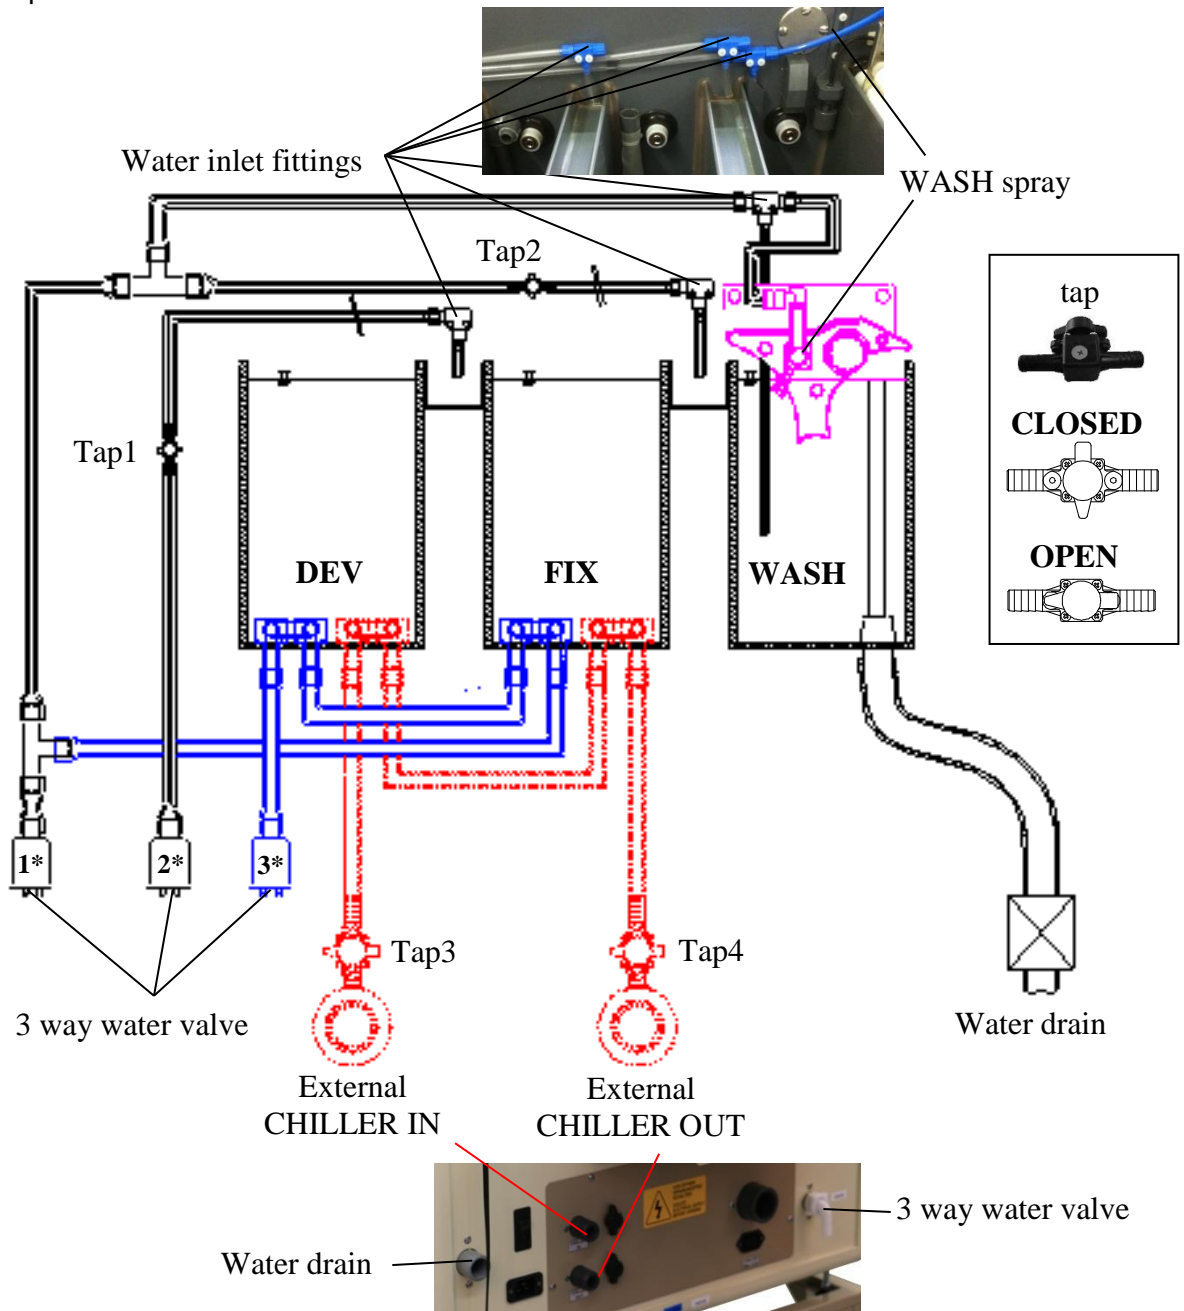 Water inlet fittings
WASH spray
Tap2
tap
Tap1
CLOSED
OPEN
DEV
FIX
WASH
1*
2*
3*
Tap3
Tap4
3 way water valve
Water drain
External
CHILLER IN
External
CHILLER OUT
3 way water valve
Water drain